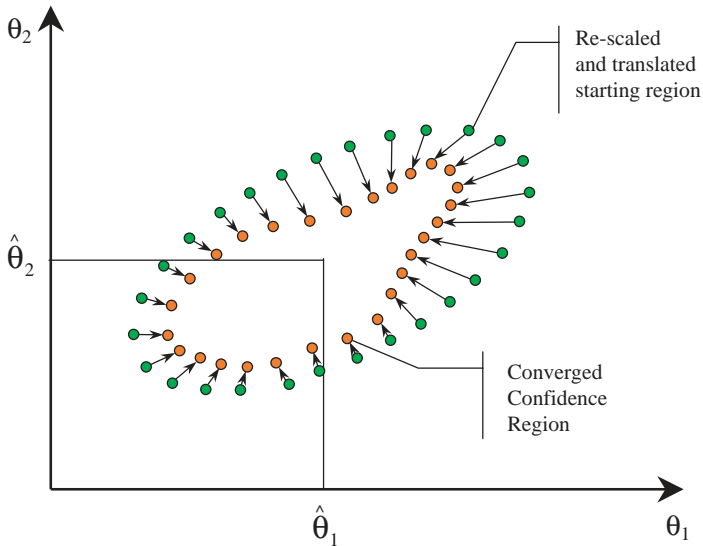 θ₂
Re-scaled
and translated
starting region
θ̂₂
Converged
Confidence
Region
θ̂₁
θ₁